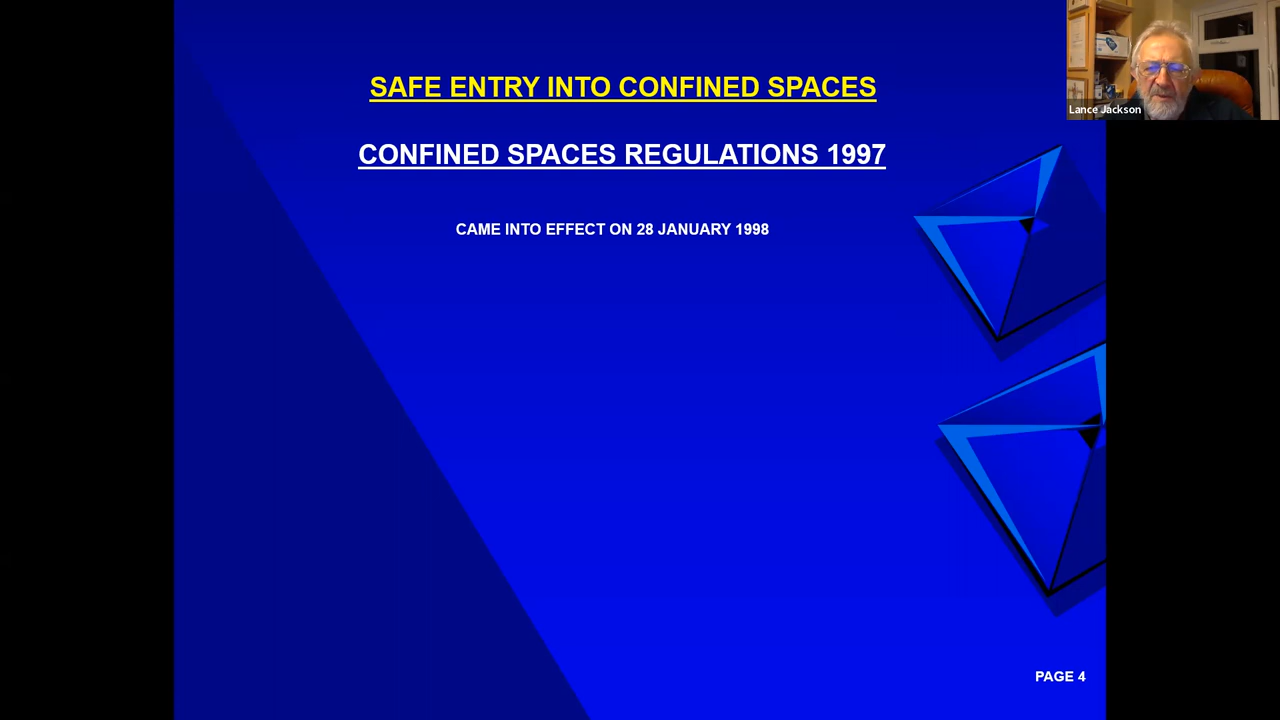 SAFE ENTRY INTO CONFINED SPACES
Lance Jackson
CONFINED SPACES REGULATIONS 1997
CAME INTO EFFECT ON 28 JANUARY 1998
PAGE 4